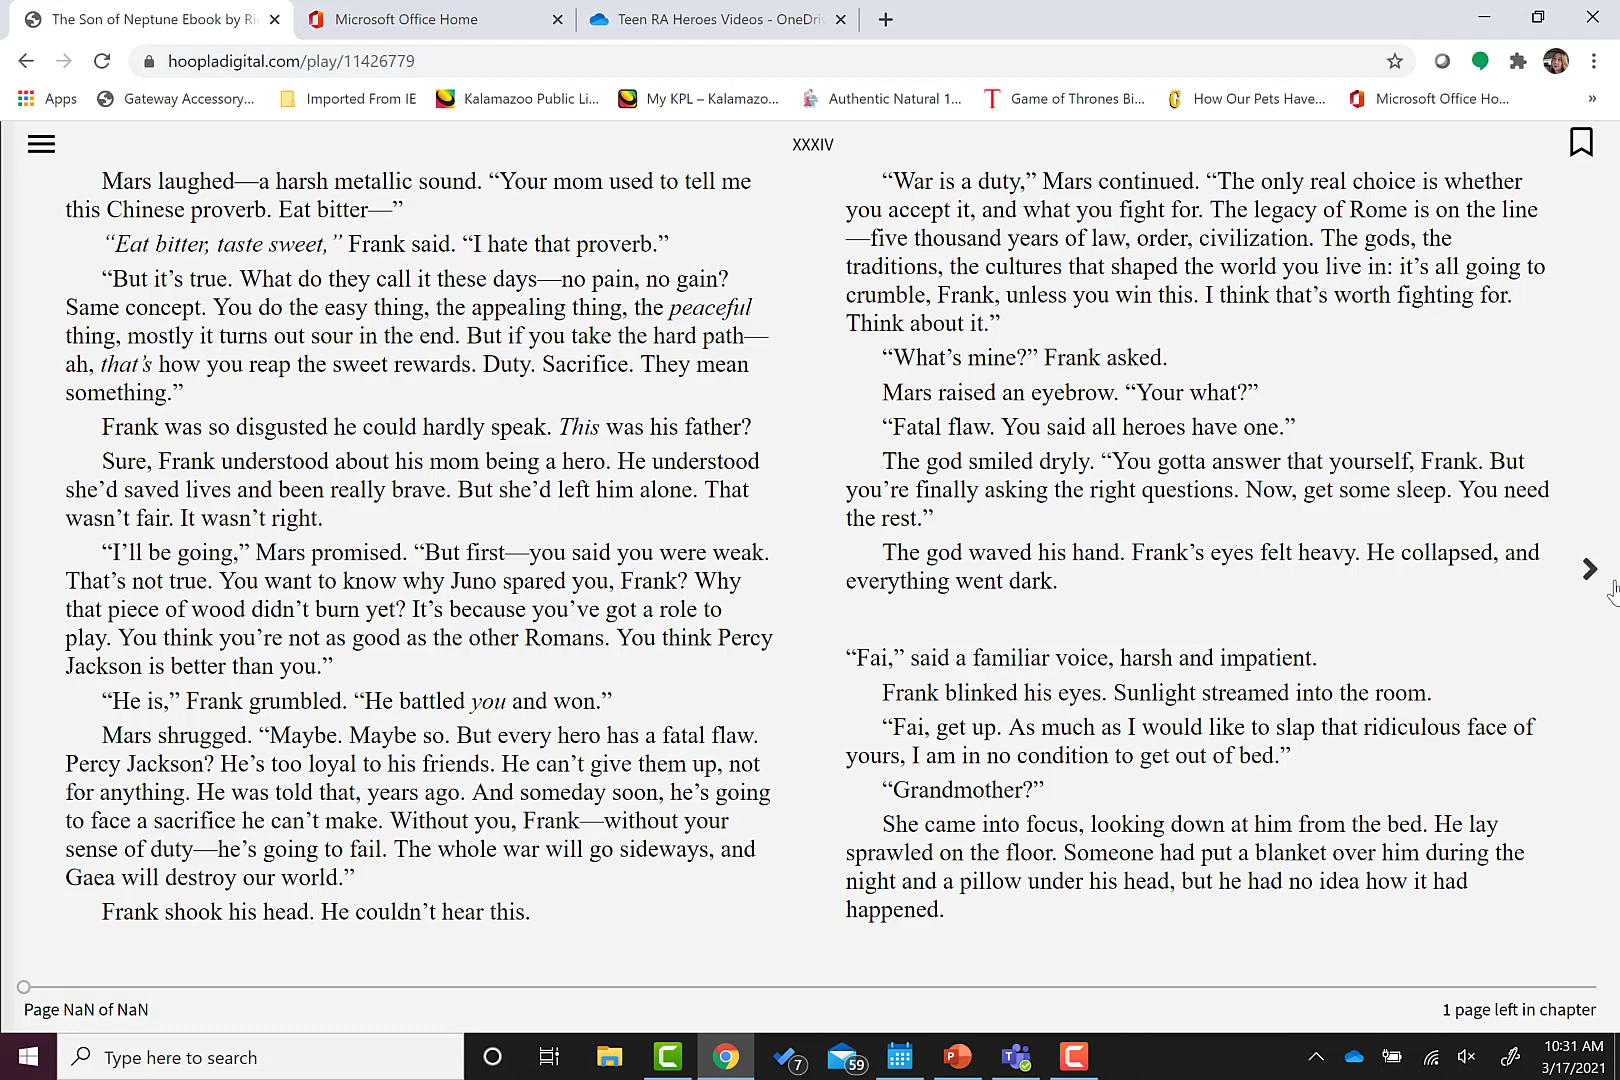 The Son of Neptune Ebook by Ri
Microsoft Office Home
Teen RA Heroes Videos - OneDri
hoopladigital.com/play/11426779
Apps
Gateway Accessory...
Imported From IE
Kalamazoo Public Li...
My KPL – Kalamazo...
Authentic Natural 1...
Game of Thrones Bi...
How Our Pets Have...
Microsoft Office Ho...
»
XXXIV
Mars laughed—a harsh metallic sound. “Your mom used to tell me
this Chinese proverb. Eat bitter—”
“Eat bitter, taste sweet,” Frank said. “I hate that proverb.”
“But it’s true. What do they call it these days—no pain, no gain?
Same concept. You do the easy thing, the appealing thing, the peaceful
thing, mostly it turns out sour in the end. But if you take the hard path—
ah, that’s how you reap the sweet rewards. Duty. Sacrifice. They mean
something.”
Frank was so disgusted he could hardly speak. This was his father?
Sure, Frank understood about his mom being a hero. He understood
she’d saved lives and been really brave. But she’d left him alone. That
wasn’t fair. It wasn’t right.
“I’ll be going,” Mars promised. “But first—you said you were weak.
That’s not true. You want to know why Juno spared you, Frank? Why
that piece of wood didn’t burn yet? It’s because you’ve got a role to
play. You think you’re not as good as the other Romans. You think Percy
Jackson is better than you.”
“He is,” Frank grumbled. “He battled you and won.”
Mars shrugged. “Maybe. Maybe so. But every hero has a fatal flaw.
Percy Jackson? He’s too loyal to his friends. He can’t give them up, not
for anything. He was told that, years ago. And someday soon, he’s going
to face a sacrifice he can’t make. Without you, Frank—without your
sense of duty—he’s going to fail. The whole war will go sideways, and
Gaea will destroy our world.”
Frank shook his head. He couldn’t hear this.
“War is a duty,” Mars continued. “The only real choice is whether
you accept it, and what you fight for. The legacy of Rome is on the line
—five thousand years of law, order, civilization. The gods, the
traditions, the cultures that shaped the world you live in: it’s all going to
crumble, Frank, unless you win this. I think that’s worth fighting for.
Think about it.”
“What’s mine?” Frank asked.
Mars raised an eyebrow. “Your what?”
“Fatal flaw. You said all heroes have one.”
The god smiled dryly. “You gotta answer that yourself, Frank. But
you’re finally asking the right questions. Now, get some sleep. You need
the rest.”
The god waved his hand. Frank’s eyes felt heavy. He collapsed, and
everything went dark.
“Fai,” said a familiar voice, harsh and impatient.
Frank blinked his eyes. Sunlight streamed into the room.
“Fai, get up. As much as I would like to slap that ridiculous face of
yours, I am in no condition to get out of bed.”
“Grandmother?”
She came into focus, looking down at him from the bed. He lay
sprawled on the floor. Someone had put a blanket over him during the
night and a pillow under his head, but he had no idea how it had
happened.
Page NaN of NaN
1 page left in chapter
Type here to search
7
59
10:31 AM
3/17/2021